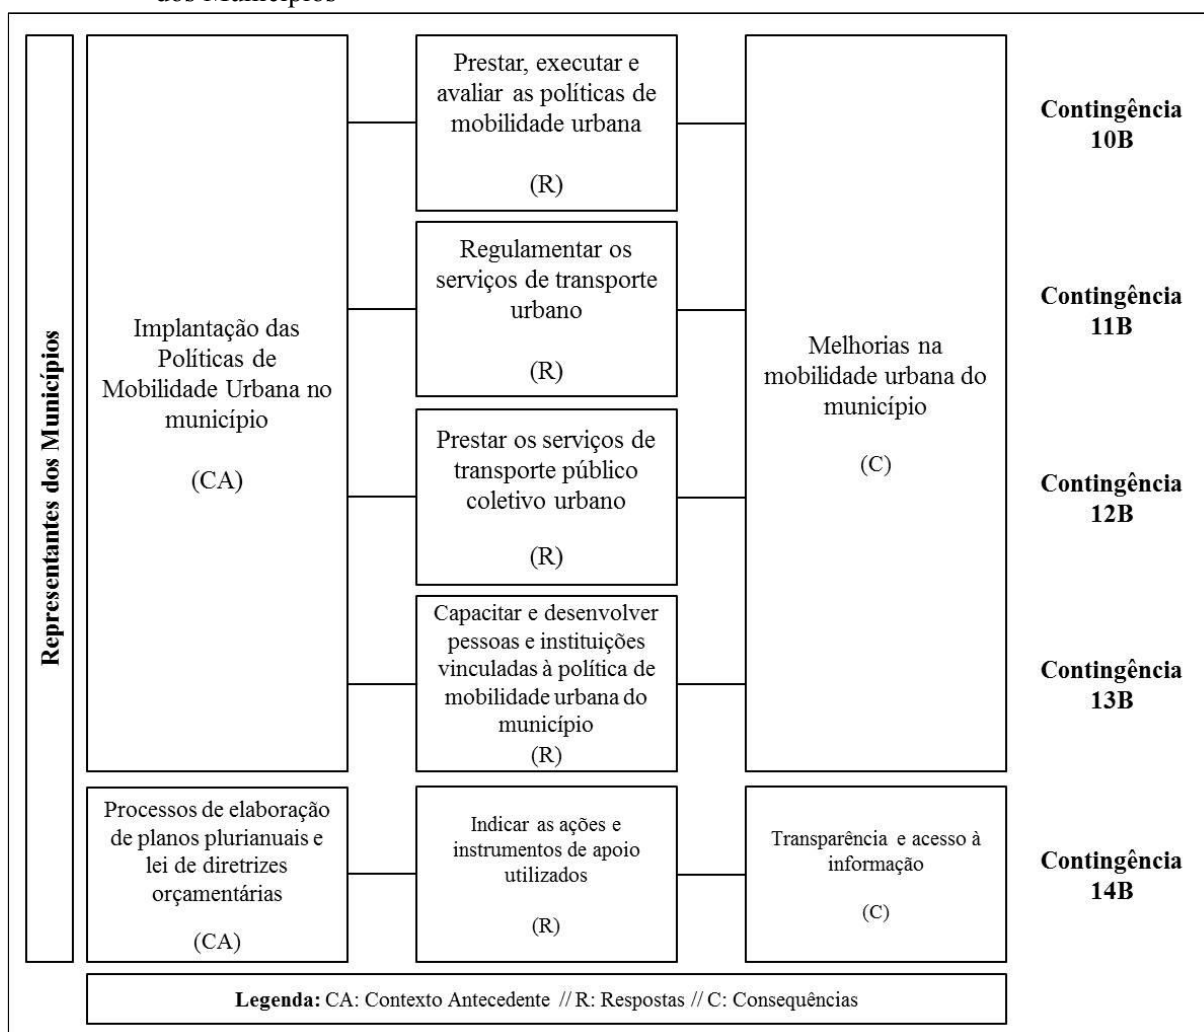 dos Municípios
Representantes dos Municípios
Implantação das
Políticas de
Mobilidade Urbana no
município
(CA)
Prestar, executar e
avaliar as políticas de
mobilidade urbana
(R)
Regulamentar os
serviços de transporte
urbano
(R)
Prestar os serviços de
transporte público
coletivo urbano
(R)
Capacitar e desenvolver
pessoas e instituições
vinculadas à política de
mobilidade urbana do
município
(R)
Melhorias na
mobilidade urbana do
município
(C)
Contingência
10B
Contingência
11B
Contingência
12B
Contingência
13B
Processos de elaboração
de planos plurianuais e
lei de diretrizes
orçamentárias
(CA)
Indicar as ações e
instrumentos de apoio
utilizados
(R)
Transparência e acesso à
informação
(C)
Contingência
14B
Legenda: CA: Contexto Antecedente // R: Respostas // C: Consequências